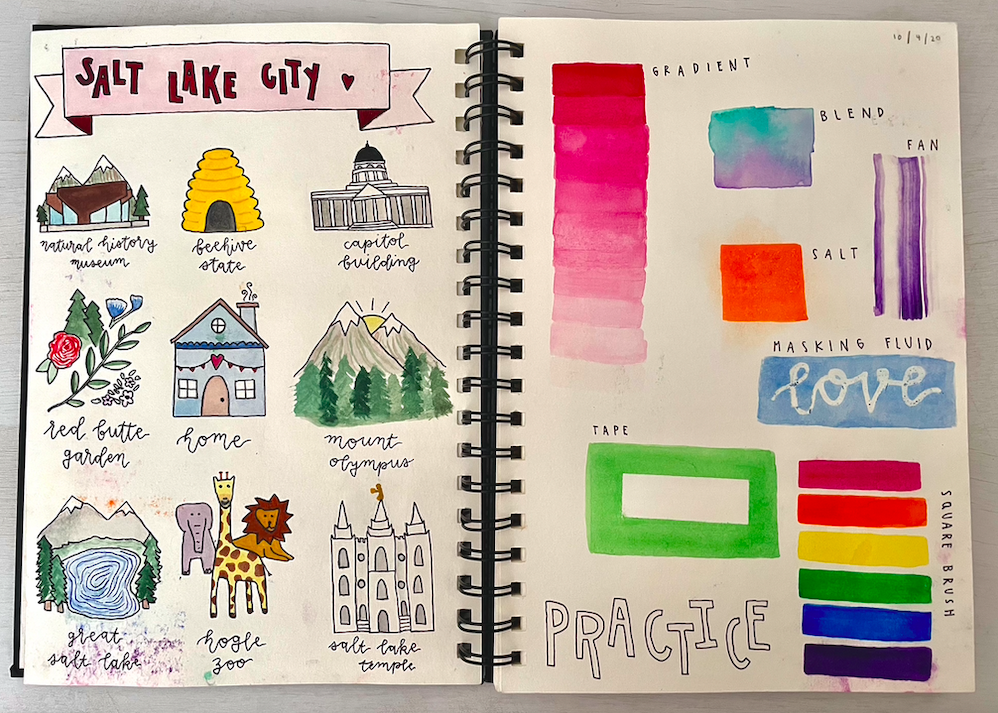 SALT LAKE CITY
natural history
museum
beehive
state
capitol
building
red butte
garden
home
mount
olympus
great
salt lake
hogle
zoo
salt lake
temple
10/4/20
GRADIENT
BLEND
FAN
SALT
MASKING FLUID
love
TAPE
SQUARE BRUSH
PRACTICE